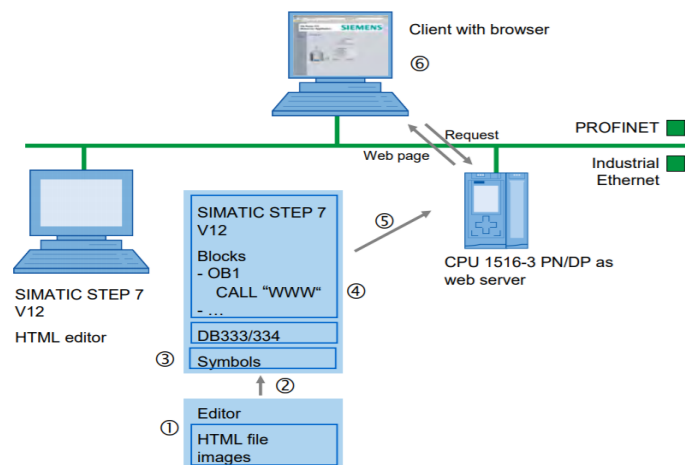 SIEMENS
Client with browser
⑥
Request
Web page
PROFINET
Industrial
Ethernet
SIMATIC STEP 7
V12
HTML editor
SIMATIC STEP 7
V12
Blocks
- OB1
CALL “WWW“
- ...
④
DB333/334
③
Symbols
⑤
CPU 1516-3 PN/DP as
web server
②
①
Editor
HTML file
images